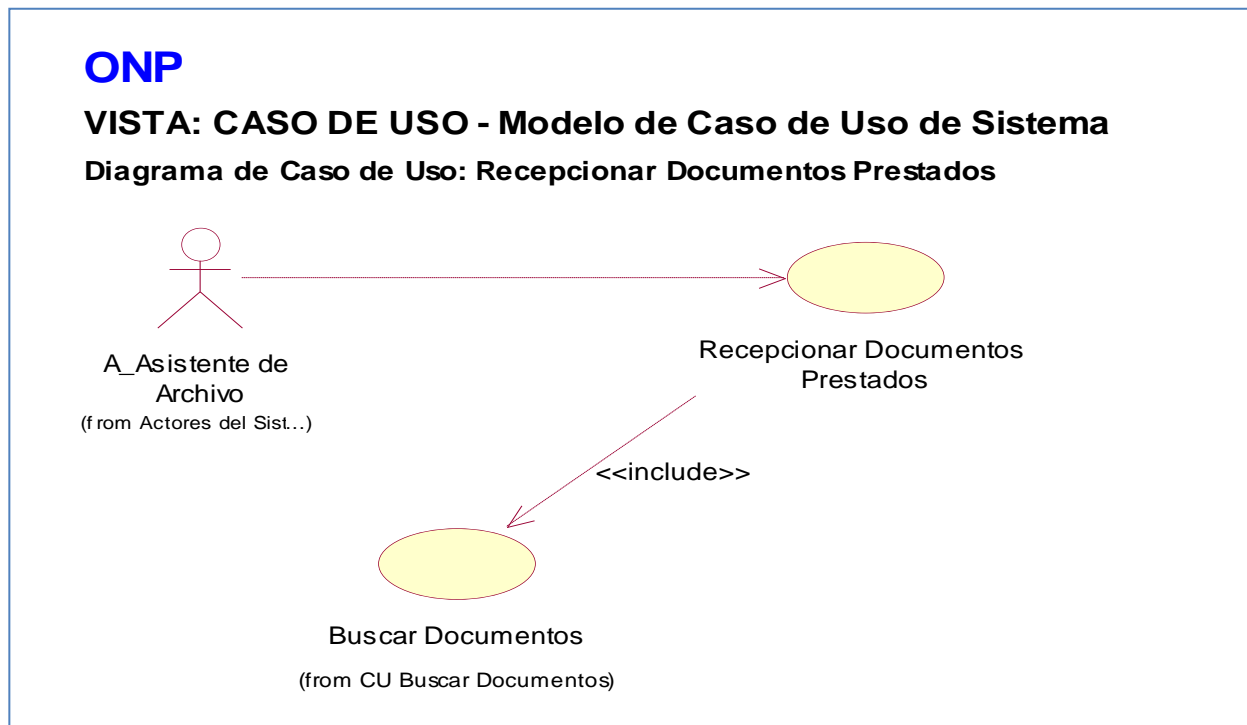 ONP
VISTA: CASO DE USO - Modelo de Caso de Uso de Sistema
Diagrama de Caso de Uso: Recepcionar Documentos Prestados
A_Asistente de
Archivo
(from Actores del Sist...)
Recepcionar Documentos
Prestados
<<include>>
Buscar Documentos
(from CU Buscar Documentos)